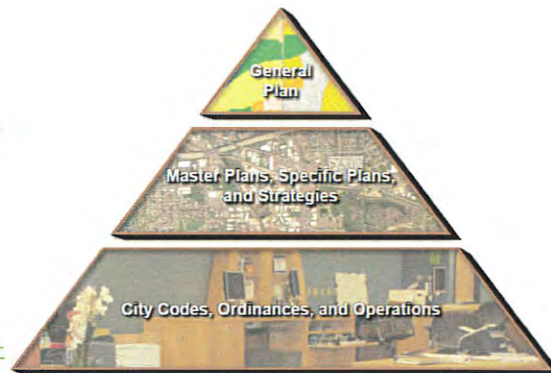 General
Plan
Master Plans, Specific Plans,
and Strategies
City Codes, Ordinances, and Operations